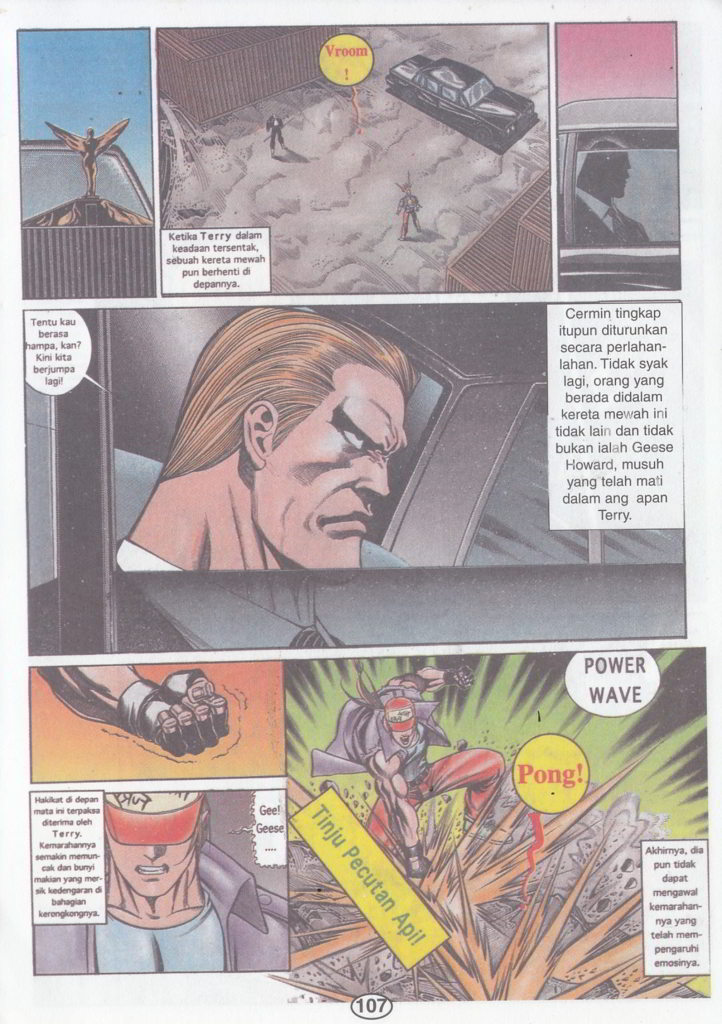 Vroom
!
Ketika Terry dalam
keadaan tersentak,
sebuah kereta mewah
pun berhenti di
depannya.
Tentu kau
berasa
hampa, kan?
Kini kita
berjumpa
lagi!
Cermin tingkap
itupun diturunkan
secara perlahan-
lahan. Tidak syak
lagi, orang yang
berada didalam
kereta mewah ini
tidak lain dan tidak
bukan ialah Geese
Howard, musuh
yang telah mati
dalam ang apan
Terry.
Hakikat di depan
mata ini terpaksa
diterima oleh
Terry.
Kemarahannya
semakin memun-
cak dan bunyi
makian yang mer-
sik kedengaran di
bahagian
kerongkongnya.
Gee!
Geese
....
POWER
WAVE
Pong!
Tinju Pecutan Api!
Akhirnya, dia
pun tidak
dapat
mengawal
kemarahan-
nya yang
telah mem-
pengaruhi
emosinya.
107